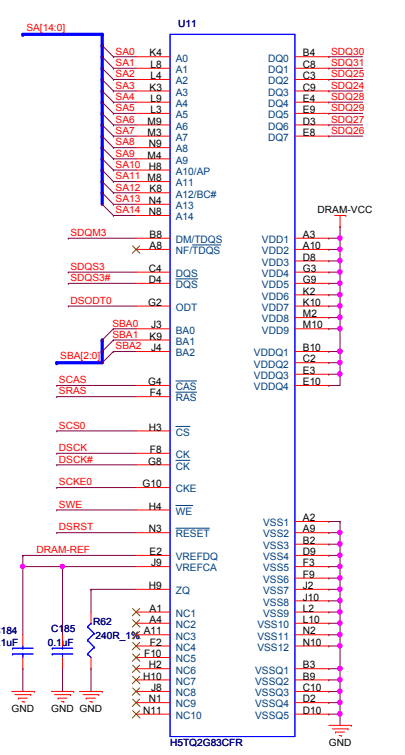 U11
SA[14:0]
SA0 K4 A0 DQ0 B4 SDQ30
SA1 L8 A1 DQ1 C8 SDQ31
SA2 L4 A2 DQ2 C3 SDQ25
SA3 K3 A3 DQ3 C9 SDQ24
SA4 L9 A4 DQ4 E4 SDQ28
SA5 L3 A5 DQ5 E9 SDQ29
SA6 M9 A6 DQ6 D3 SDQ27
SA7 M3 A7 DQ7 E8 SDQ26
SA8 N9 A8
SA9 M4 A9
SA10 H8 A10/AP
SA11 M8 A11
SA12 K8 A12/BC#
SA13 N4 A13
SA14 N8 A14
DRAM-VCC
SDQM3 B8 DM/TDQS VDD1 A3
A8 NF/TDQS VDD2 A10
VDD3 D8
SDQS3 C4 DQS VDD4 G3
SDQS3# D4 DQS VDD5 G9
VDD6 K2
DSODT0 G2 ODT VDD7 K10
VDD8 M2
SBA0 J3 BA0 VDD9 M10
SBA1 K9 BA1
SBA2 J4 BA2 VDDQ1 B10
SBA[2:0] VDDQ2 C2
VDDQ3 E3
SCAS G4 CAS VDDQ4 E10
SRAS F4 RAS
SCS0 H3 CS
DSCK F8 CK
DSCK# G8 CK
SCKE0 G10 CKE
SWE H4 WE
VSS1 A2
DSRST N3 RESET VSS2 A9
VSS3 B2
DRAM-REF E2 VREFDQ VSS4 D9
J9 VREFCA VSS5 F3
VSS6 F9
H9 ZQ VSS7 J2
VSS8 J10
A1 NC1 VSS9 L2
A4 NC2 VSS10 L10
A11 NC3 VSS11 N2
F2 NC4 VSS12 N10
F10 NC5
H2 NC6 VSSQ1 B3
H10 NC7 VSSQ2 B9
J8 NC8 VSSQ3 C10
N1 NC9 VSSQ4 D2
N11 NC10 VSSQ5 D10
184 C185 R62
1uF 0.1uF 240R_1%
GND GND GND GND
H5TQ2G83CFR